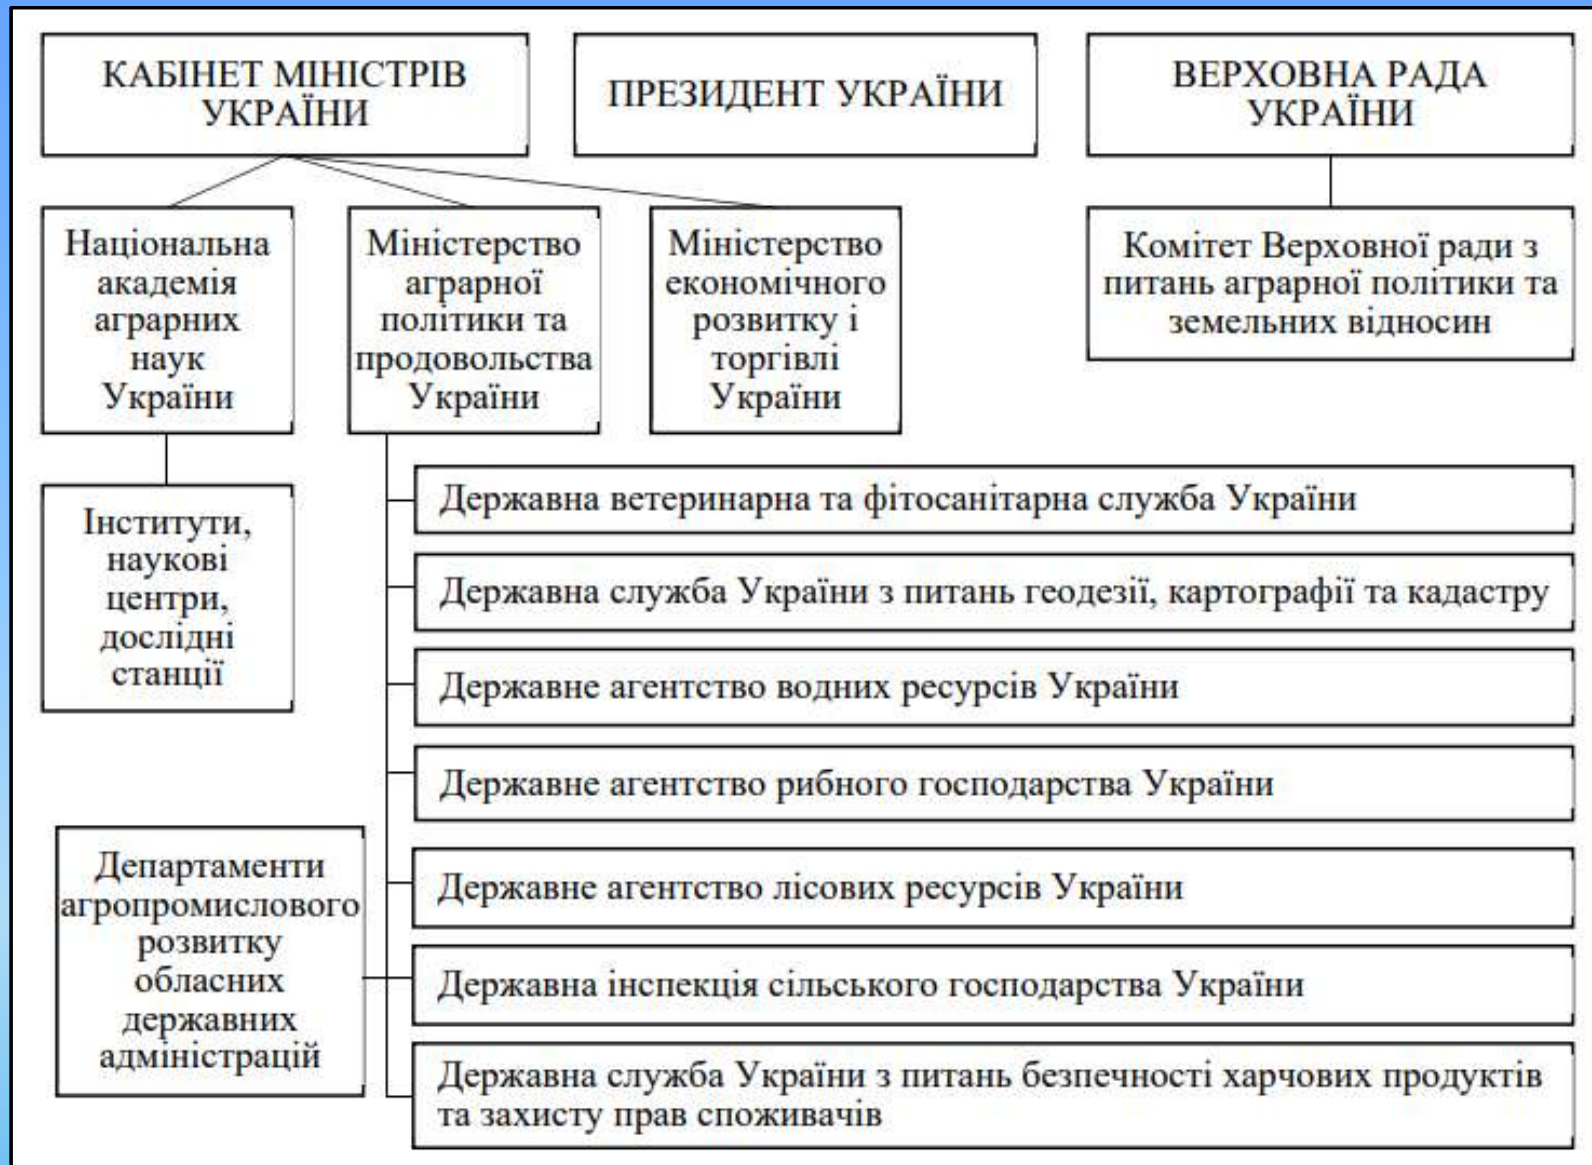 КАБІНЕТ МІНІСТРІВ
УКРАЇНИ
ПРЕЗИДЕНТ УКРАЇНИ
ВЕРХОВНА РАДА
УКРАЇНИ
Національна
академія
аграрних
наук
України
Міністерство
аграрної
політики та
продовольства
України
Міністерство
економічного
розвитку і
торгівлі
України
Комітет Верховної ради з
питань аграрної політики та
земельних відносин
Інститути,
наукові
центри,
дослідні
станції
Державна ветеринарна та фітосанітарна служба України
Державна служба України з питань геодезії, картографії та кадастру
Державне агентство водних ресурсів України
Державне агентство рибного господарства України
Департаменти
агропромислового
розвитку
обласних
державних
адміністрацій
Державне агентство лісових ресурсів України
Державна інспекція сільського господарства України
Державна служба України з питань безпечності харчових продуктів
та захисту прав споживачів